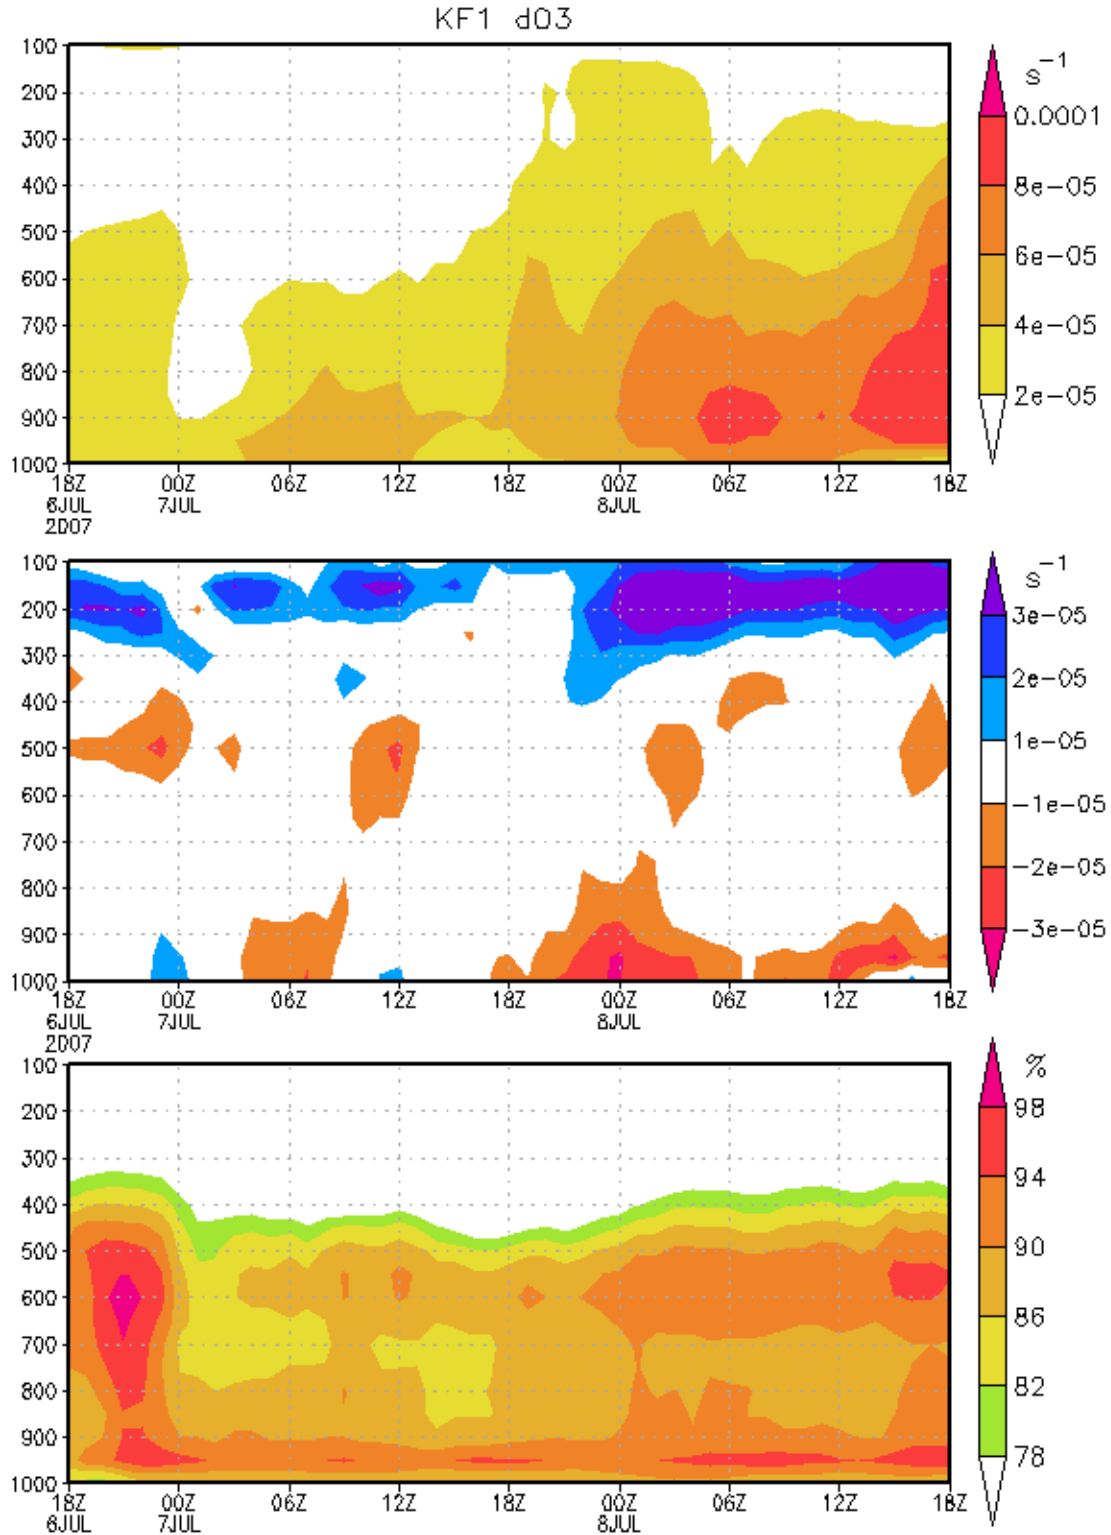 KF1 d03
100
200
300
400
500
600
700
800
900
1000
18Z 00Z 06Z 12Z 18Z 00Z 06Z 12Z 18Z
6JUL 7JUL 8JUL
2007
s⁻¹
0.0001
8e-05
6e-05
4e-05
2e-05
100
200
300
400
500
600
700
800
900
1000
18Z 00Z 06Z 12Z 18Z 00Z 06Z 12Z 18Z
6JUL 7JUL 8JUL
2007
s⁻¹
3e-05
2e-05
1e-05
-1e-05
-2e-05
-3e-05
100
200
300
400
500
600
700
800
900
1000
18Z 00Z 06Z 12Z 18Z 00Z 06Z 12Z 18Z
6JUL 7JUL 8JUL
%
98
94
90
86
82
78